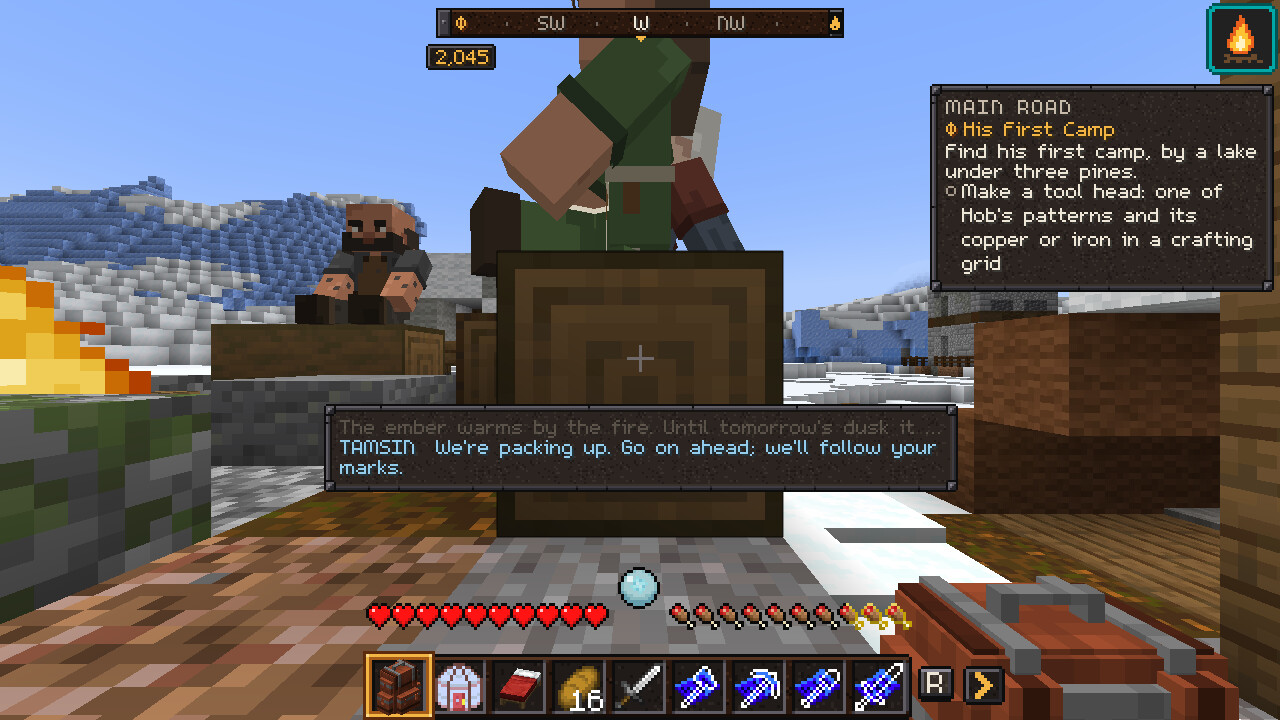 SW W NW
2,045
MAIN ROAD
His First Camp
Find his first camp, by a lake
under three pines.
Make a tool head: one of
Hob's patterns and its
copper or iron in a crafting
grid
The ember warms by the fire. Until tomorrow's dusk it ...
TAMSIN We're packing up. Go on ahead; we'll follow your
marks.
16
R